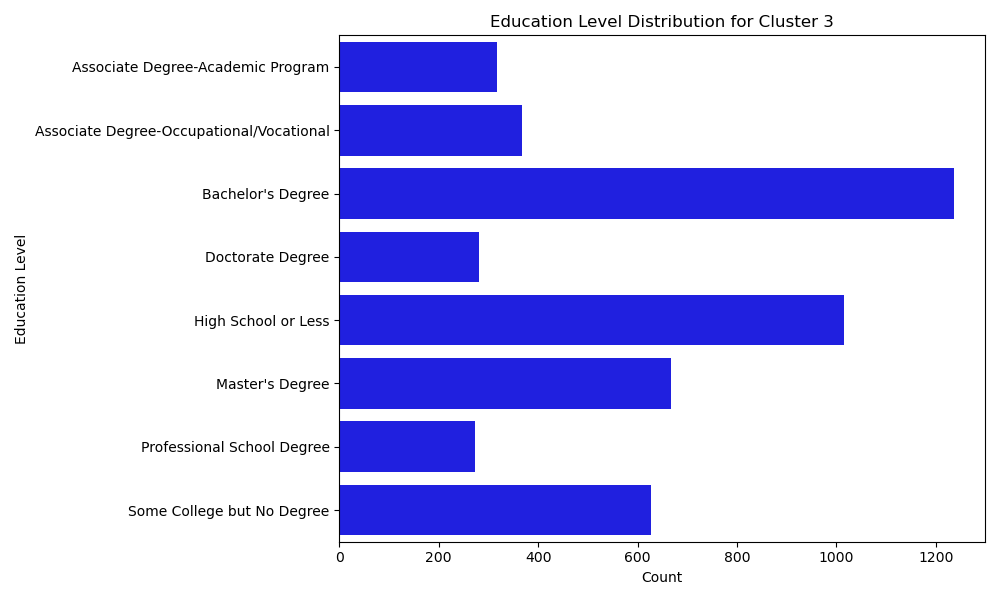 Education Level Distribution for Cluster 3
Associate Degree-Academic Program
Associate Degree-Occupational/Vocational
Bachelor's Degree
Doctorate Degree
High School or Less
Master's Degree
Professional School Degree
Some College but No Degree
Education Level
0 200 400 600 800 1000 1200
Count